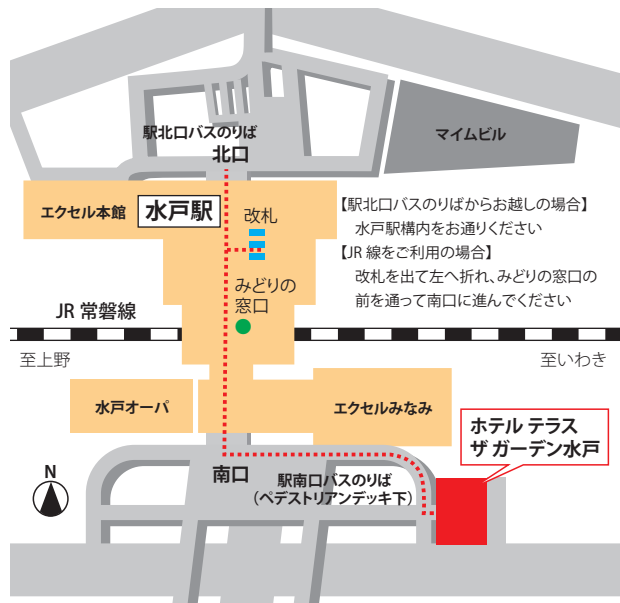 駅北口バスのりば
北口
マイムビル
エクセル本館
水戸駅
改札
【駅北口バスのりばからお越しの場合】
水戸駅構内をお通りください
【JR 線をご利用の場合】
改札を出て左へ折れ、みどりの窓口の
前を通って南口に進んでください
みどりの
窓口
JR 常磐線
至上野
至いわき
水戸オーパ
エクセルみなみ
ホテル テラス
ザ ガーデン水戸
N
南口
駅南口バスのりば
(ペデストリアンデッキ下)